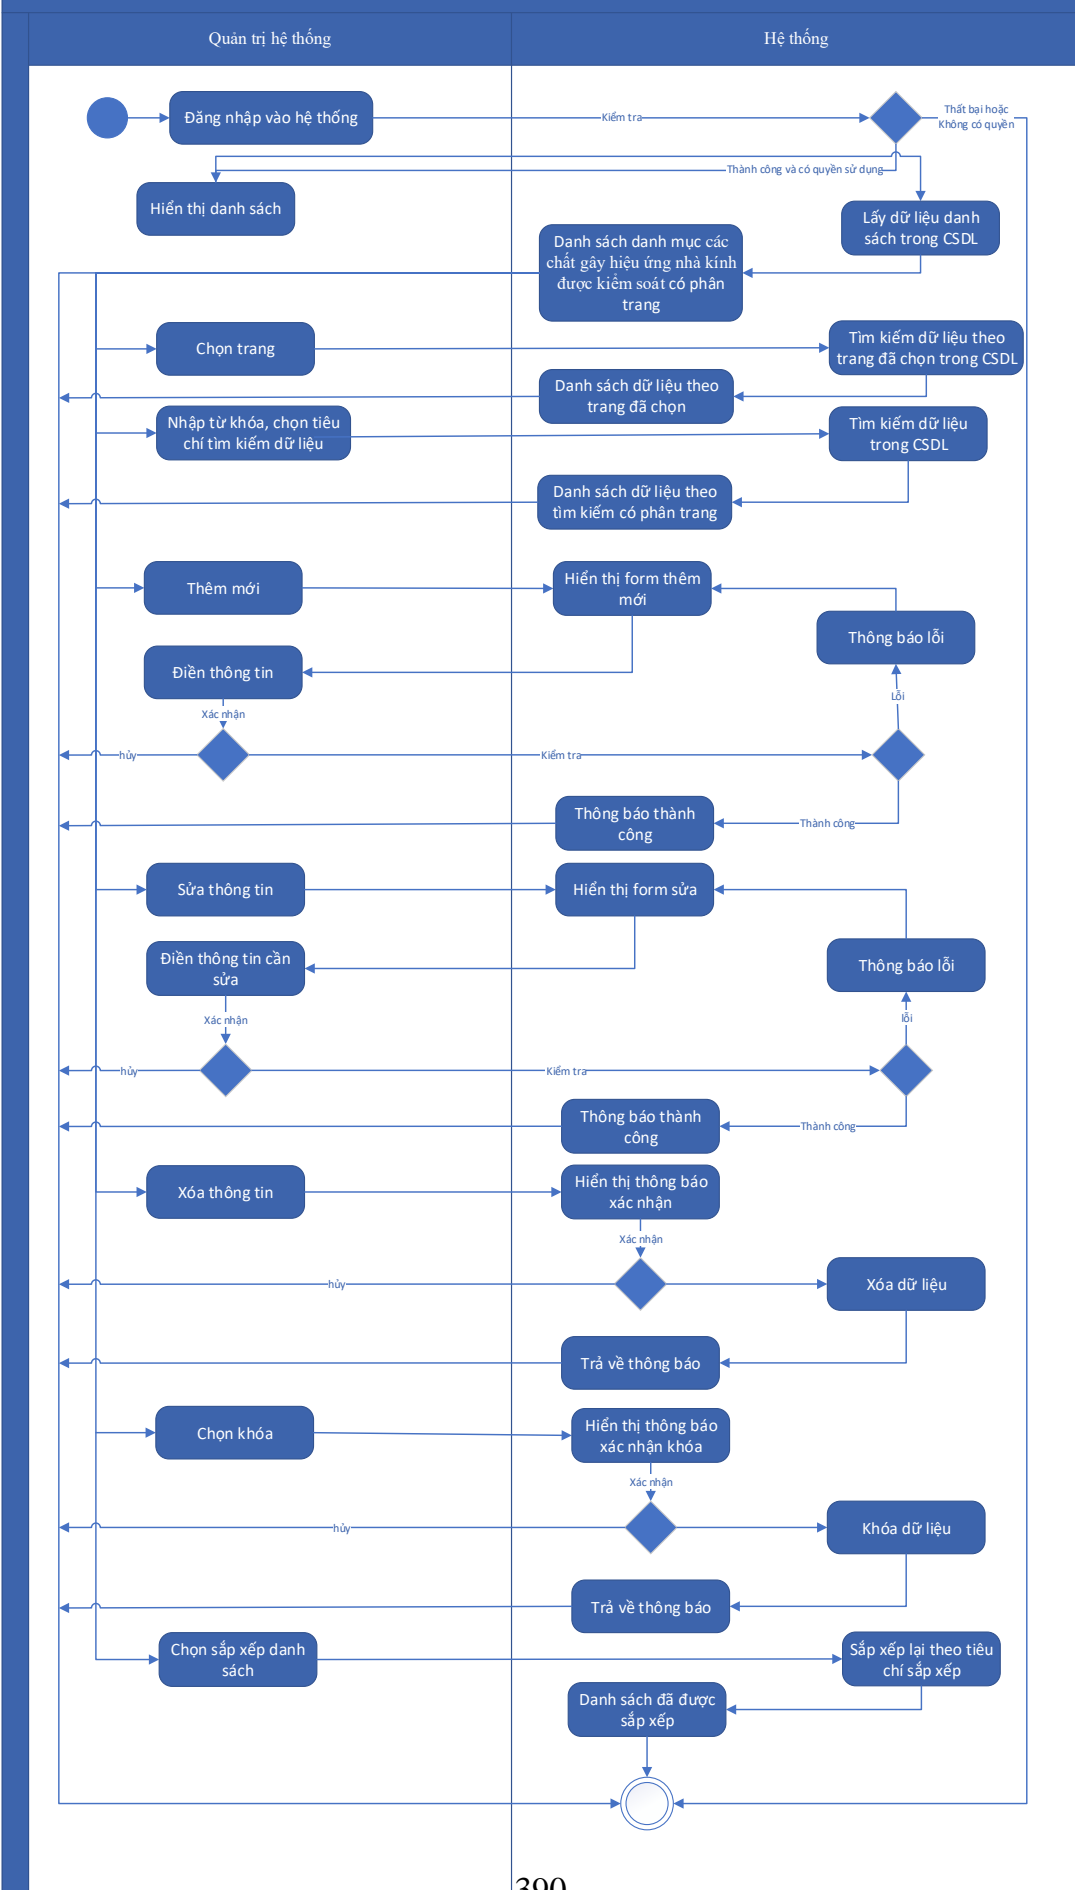 Quản trị hệ thống
Hệ thống
Đăng nhập vào hệ thống
Kiểm tra
Thất bại hoặc
Không có quyền
Thành công và có quyền sử dụng
Hiển thị danh sách
Lấy dữ liệu danh
sách trong CSDL
Danh sách danh mục các
chất gây hiệu ứng nhà kính
được kiểm soát có phân
trang
Chọn trang
Tìm kiếm dữ liệu theo
trang đã chọn trong CSDL
Danh sách dữ liệu theo
trang đã chọn
Nhập từ khóa, chọn tiêu
chí tìm kiếm dữ liệu
Tìm kiếm dữ liệu
trong CSDL
Danh sách dữ liệu theo
tìm kiếm có phân trang
Thêm mới
Hiển thị form thêm
mới
Thông báo lỗi
Điền thông tin
Lỗi
Xác nhận
hủy
Kiểm tra
Thông báo thành
công
Thành công
Sửa thông tin
Hiển thị form sửa
Điền thông tin cần
sửa
Thông báo lỗi
Xác nhận
lỗi
hủy
Kiểm tra
Thông báo thành
công
Thành công
Xóa thông tin
Hiển thị thông báo
xác nhận
Xác nhận
hủy
Xóa dữ liệu
Trả về thông báo
Chọn khóa
Hiển thị thông báo
xác nhận khóa
Xác nhận
hủy
Khóa dữ liệu
Trả về thông báo
Chọn sắp xếp danh
sách
Sắp xếp lại theo tiêu
chí sắp xếp
Danh sách đã được
sắp xếp
390